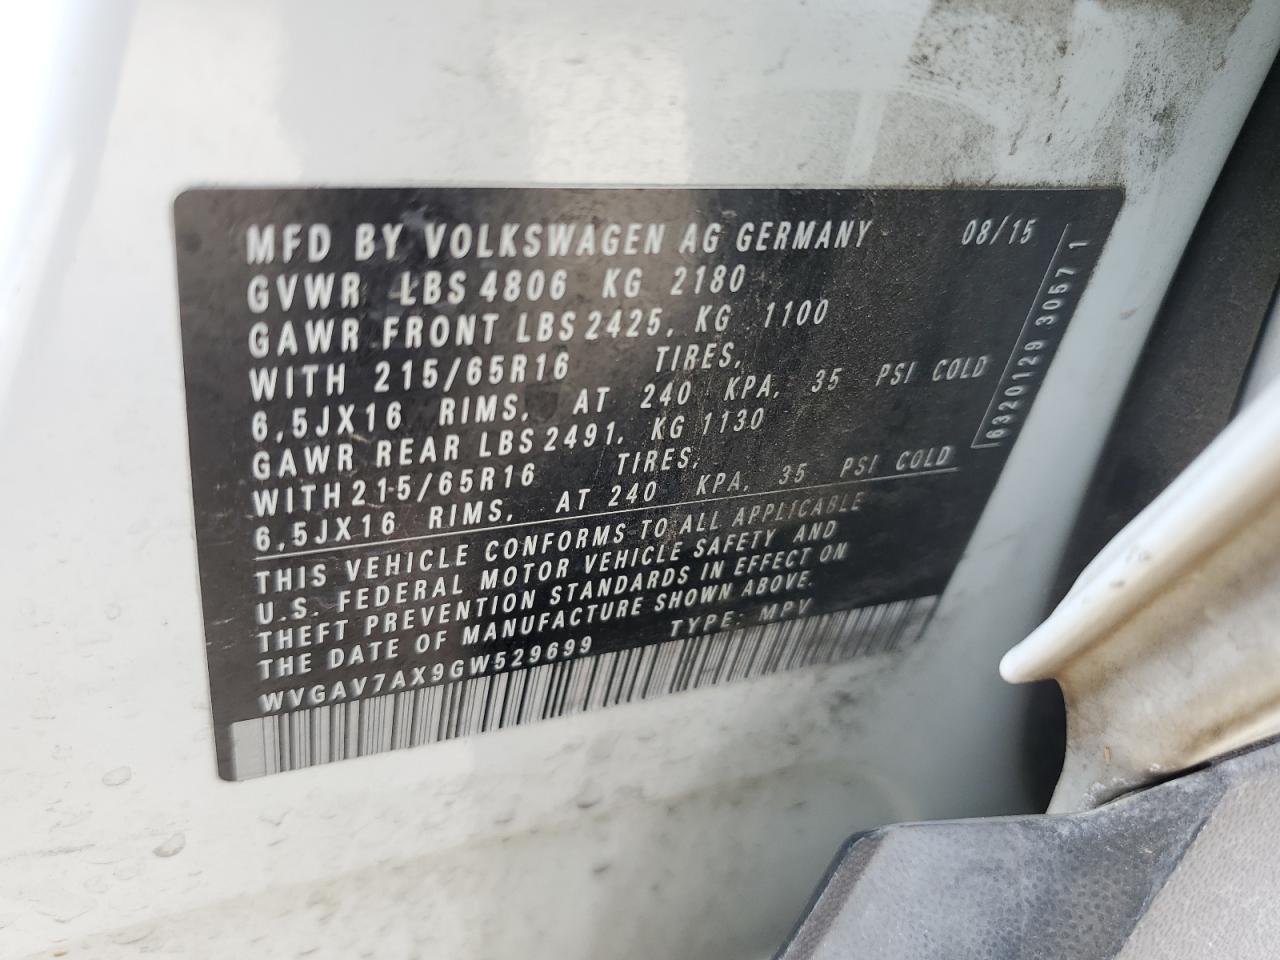 MFD BY VOLKSWAGEN AG GERMANY 08/15
GVWR LBS 4806 KG 2180
GAWR FRONT LBS 2425, KG 1100
WITH 215/65R16 TIRES,
6,5JX16 RIMS, AT 240 KPA, 35 PSI COLD
GAWR REAR LBS 2491, KG 1130
WITH 215/65R16 TIRES,
6,5JX16 RIMS, AT 240 KPA, 35 PSI COLD
THIS VEHICLE CONFORMS TO ALL APPLICABLE
U.S. FEDERAL MOTOR VEHICLE SAFETY AND
THEFT PREVENTION STANDARDS IN EFFECT ON
THE DATE OF MANUFACTURE SHOWN ABOVE.
WVGAV7AX9GW529699 TYPE: MPV
6320129 3057 1